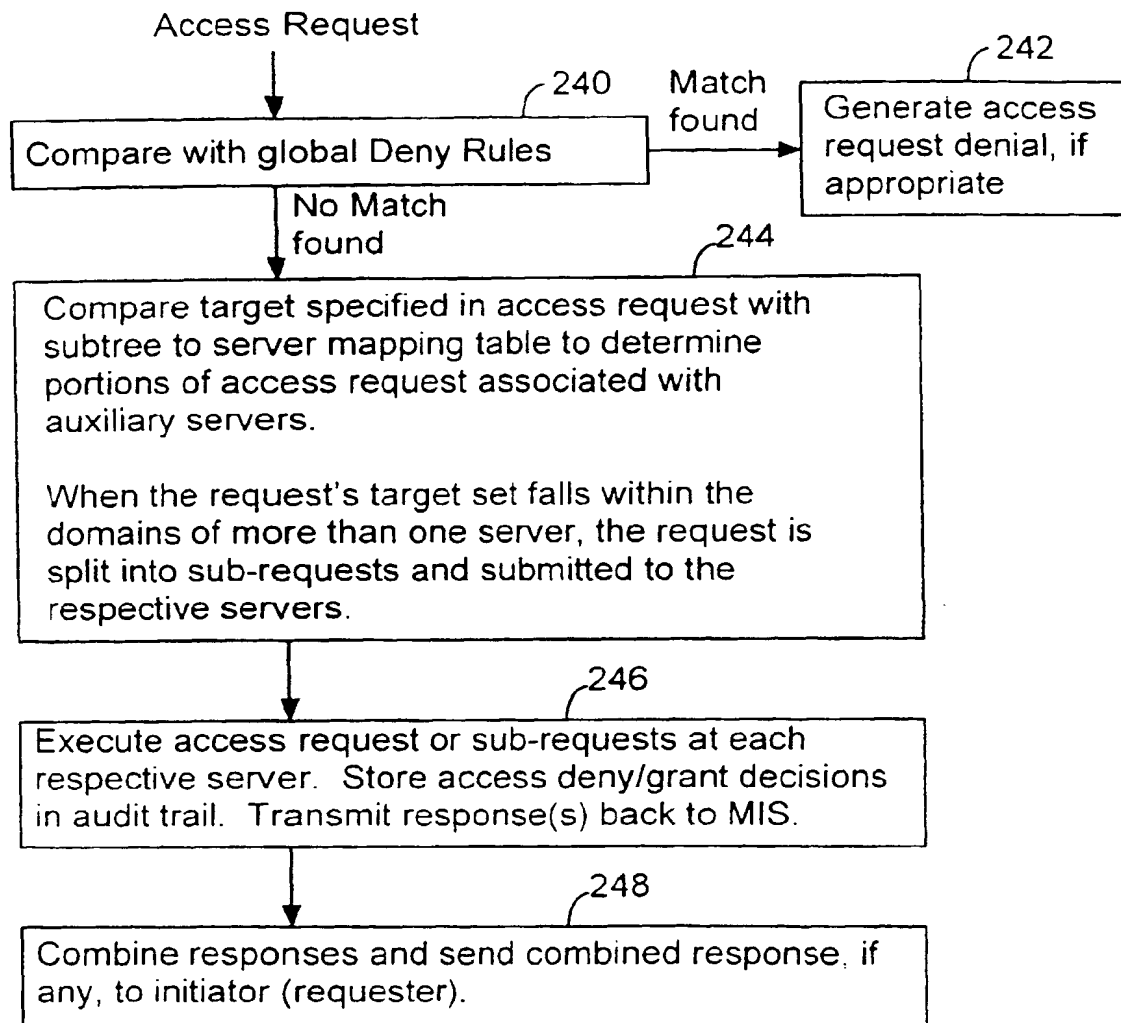 Access Request
240
Match
found
242
Compare with global Deny Rules
Generate access
request denial, if
appropriate
No Match
found
244
Compare target specified in access request with
subtree to server mapping table to determine
portions of access request associated with
auxiliary servers.
When the request's target set falls within the
domains of more than one server, the request is
split into sub-requests and submitted to the
respective servers.
246
Execute access request or sub-requests at each
respective server. Store access deny/grant decisions
in audit trail. Transmit response(s) back to MIS.
248
Combine responses and send combined response, if
any, to initiator (requester).